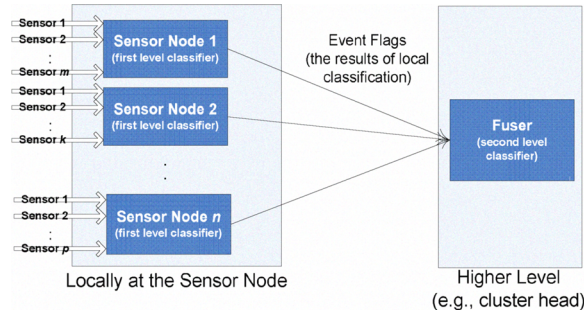 Sensor 1
Sensor 2
:
Sensor m
Sensor Node 1
(first level classifier)
Sensor 1
Sensor 2
:
Sensor k
Sensor Node 2
(first level classifier)
:
Sensor 1
Sensor 2
:
Sensor p
Sensor Node n
(first level classifier)
Locally at the Sensor Node
Event Flags
(the results of local
classification)
Fuser
(second level
classifier)
Higher Level
(e.g., cluster head)